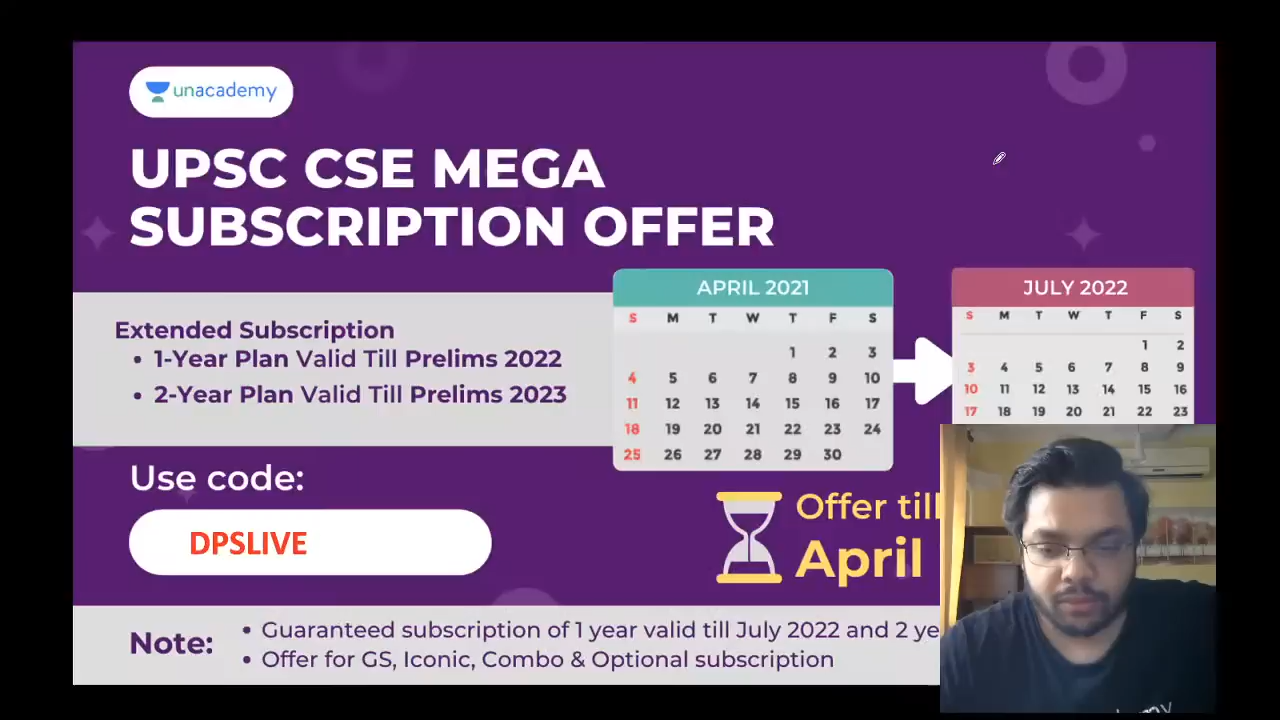 unacademy
UPSC CSE MEGA
SUBSCRIPTION OFFER
Extended Subscription
• 1-Year Plan Valid Till Prelims 2022
• 2-Year Plan Valid Till Prelims 2023
APRIL 2021
S M T W T F S
1 2 3
4 5 6 7 8 9 10
11 12 13 14 15 16 17
18 19 20 21 22 23 24
25 26 27 28 29 30
JULY 2022
S M T W T F S
1 2
3 4 5 6 7 8 9
10 11 12 13 14 15 16
17 18 19 20 21 22 23
Use code:
DPSLIVE
Offer till
April
Note:
• Guaranteed subscription of 1 year valid till July 2022 and 2
• Offer for GS, Iconic, Combo & Optional subscription